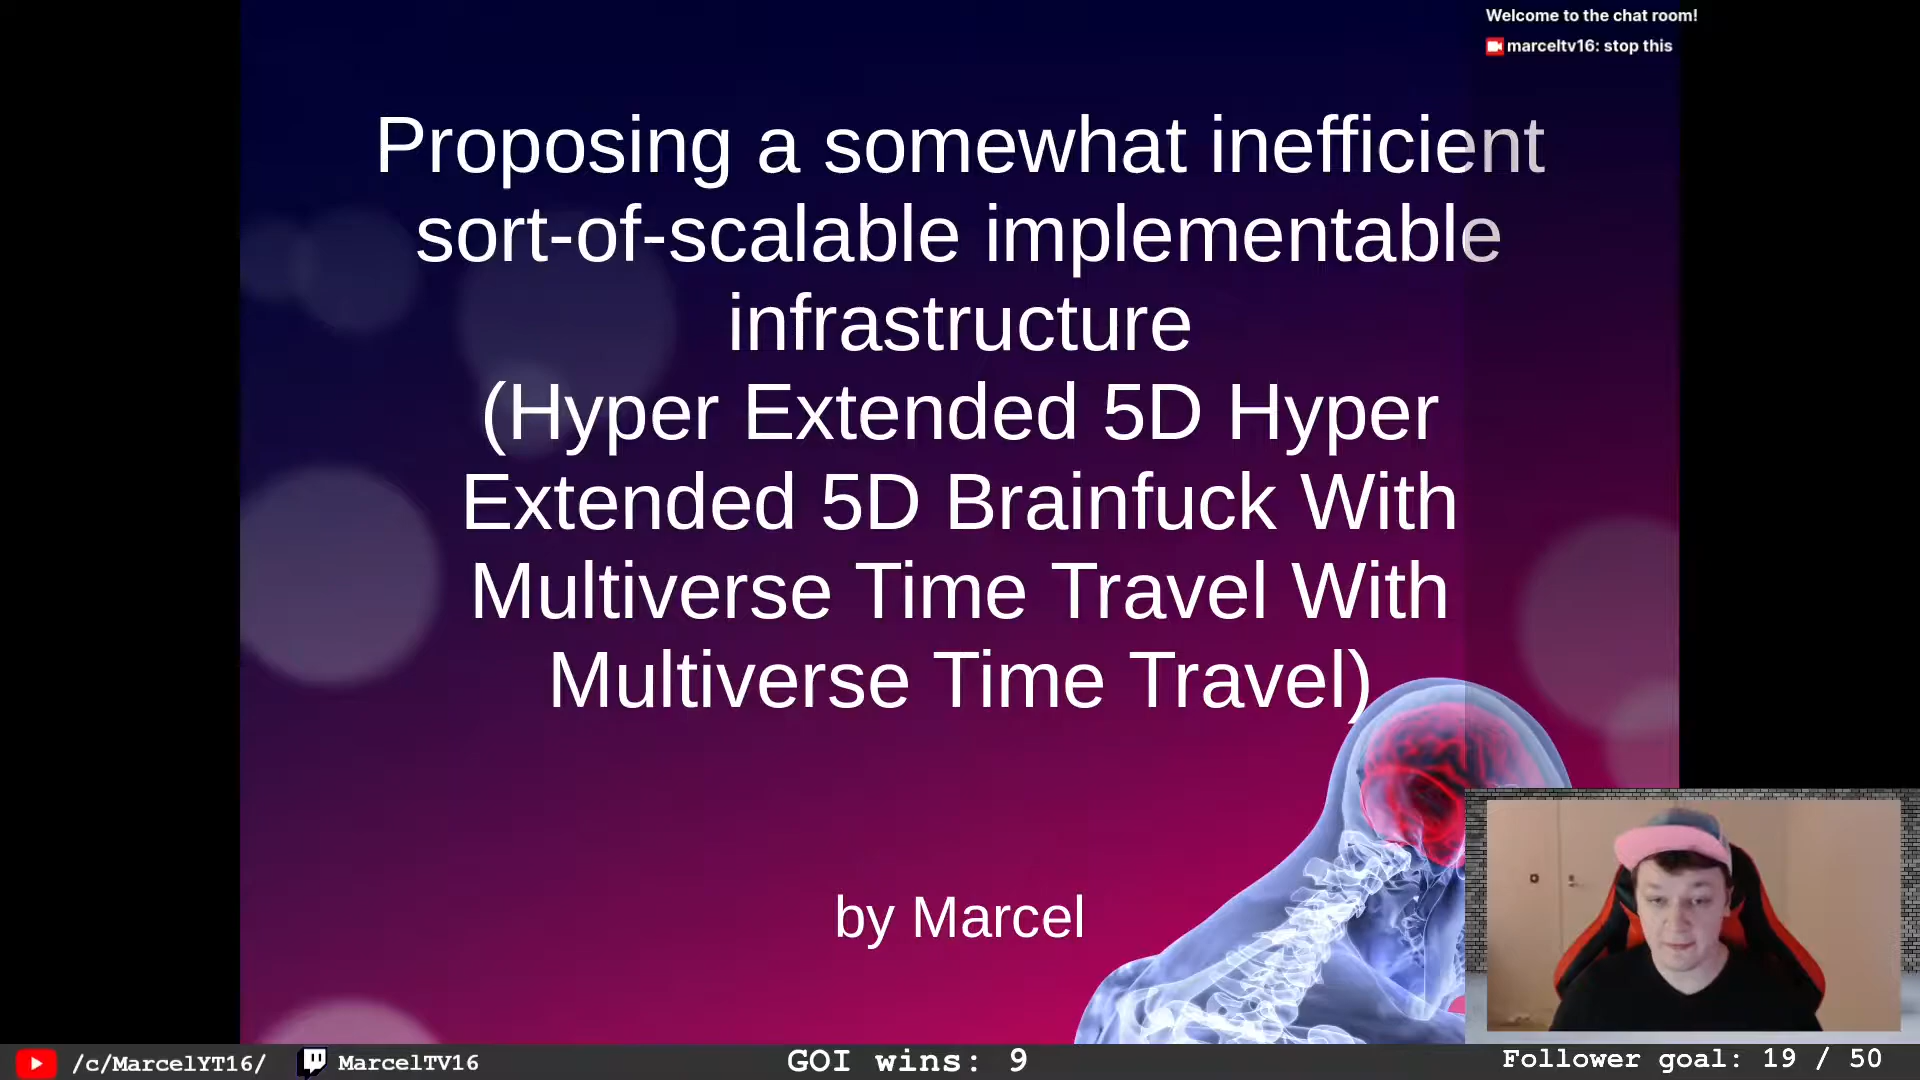 Welcome to the chat room!
marceltv16: stop this
Proposing a somewhat inefficient
sort-of-scalable implementable
infrastructure
(Hyper Extended 5D Hyper
Extended 5D Brainfuck With
Multiverse Time Travel With
Multiverse Time Travel)
by Marcel
/c/MarcelYT16/
MarcelTV16
GOI wins: 9
Follower goal: 19 / 50